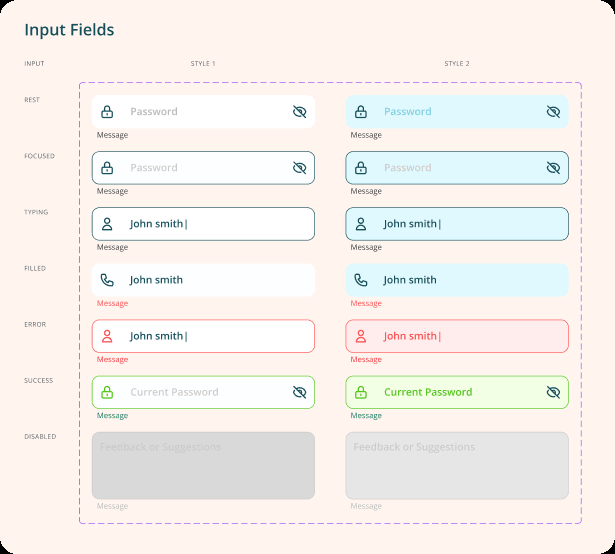 Input Fields
INPUT STYLE 1 STYLE 2
REST
Password Password
Message Message
FOCUSED
Password Password
Message Message
TYPING
John smith| John smith|
Message Message
FILLED
John smith John smith
Message Message
ERROR
John smith| John smith|
Message Message
SUCCESS
Current Password Current Password
Message Message
DISABLED
Feedback or Suggestions Feedback or Suggestions
Message Message